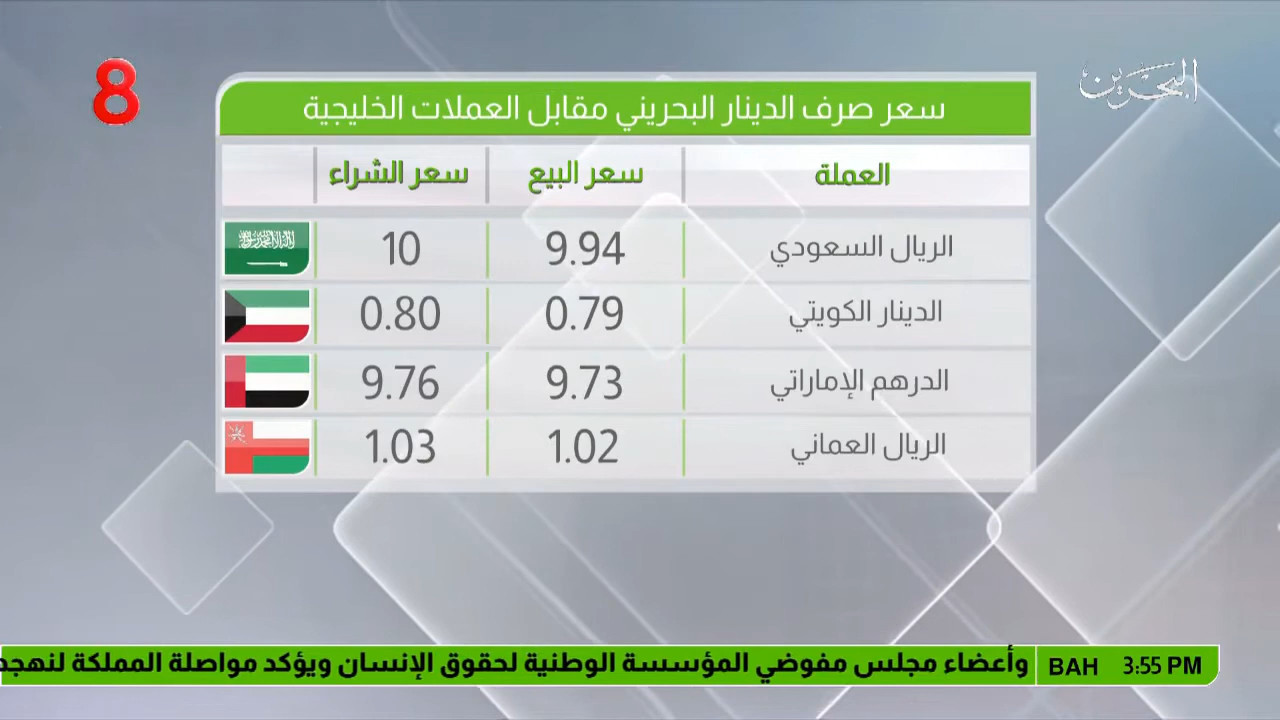 8
البحرين
سعر صرف الدينار البحريني مقابل العملات الخليجية
العملة سعر البيع سعر الشراء
الريال السعودي 9.94 10
الدينار الكويتي 0.79 0.80
الدرهم الإماراتي 9.73 9.76
الريال العماني 1.02 1.03
وأعضاء مجلس مفوضي المؤسسة الوطنية لحقوق الإنسان ويؤكد مواصلة المملكة لنهجه
BAH 3:55 PM